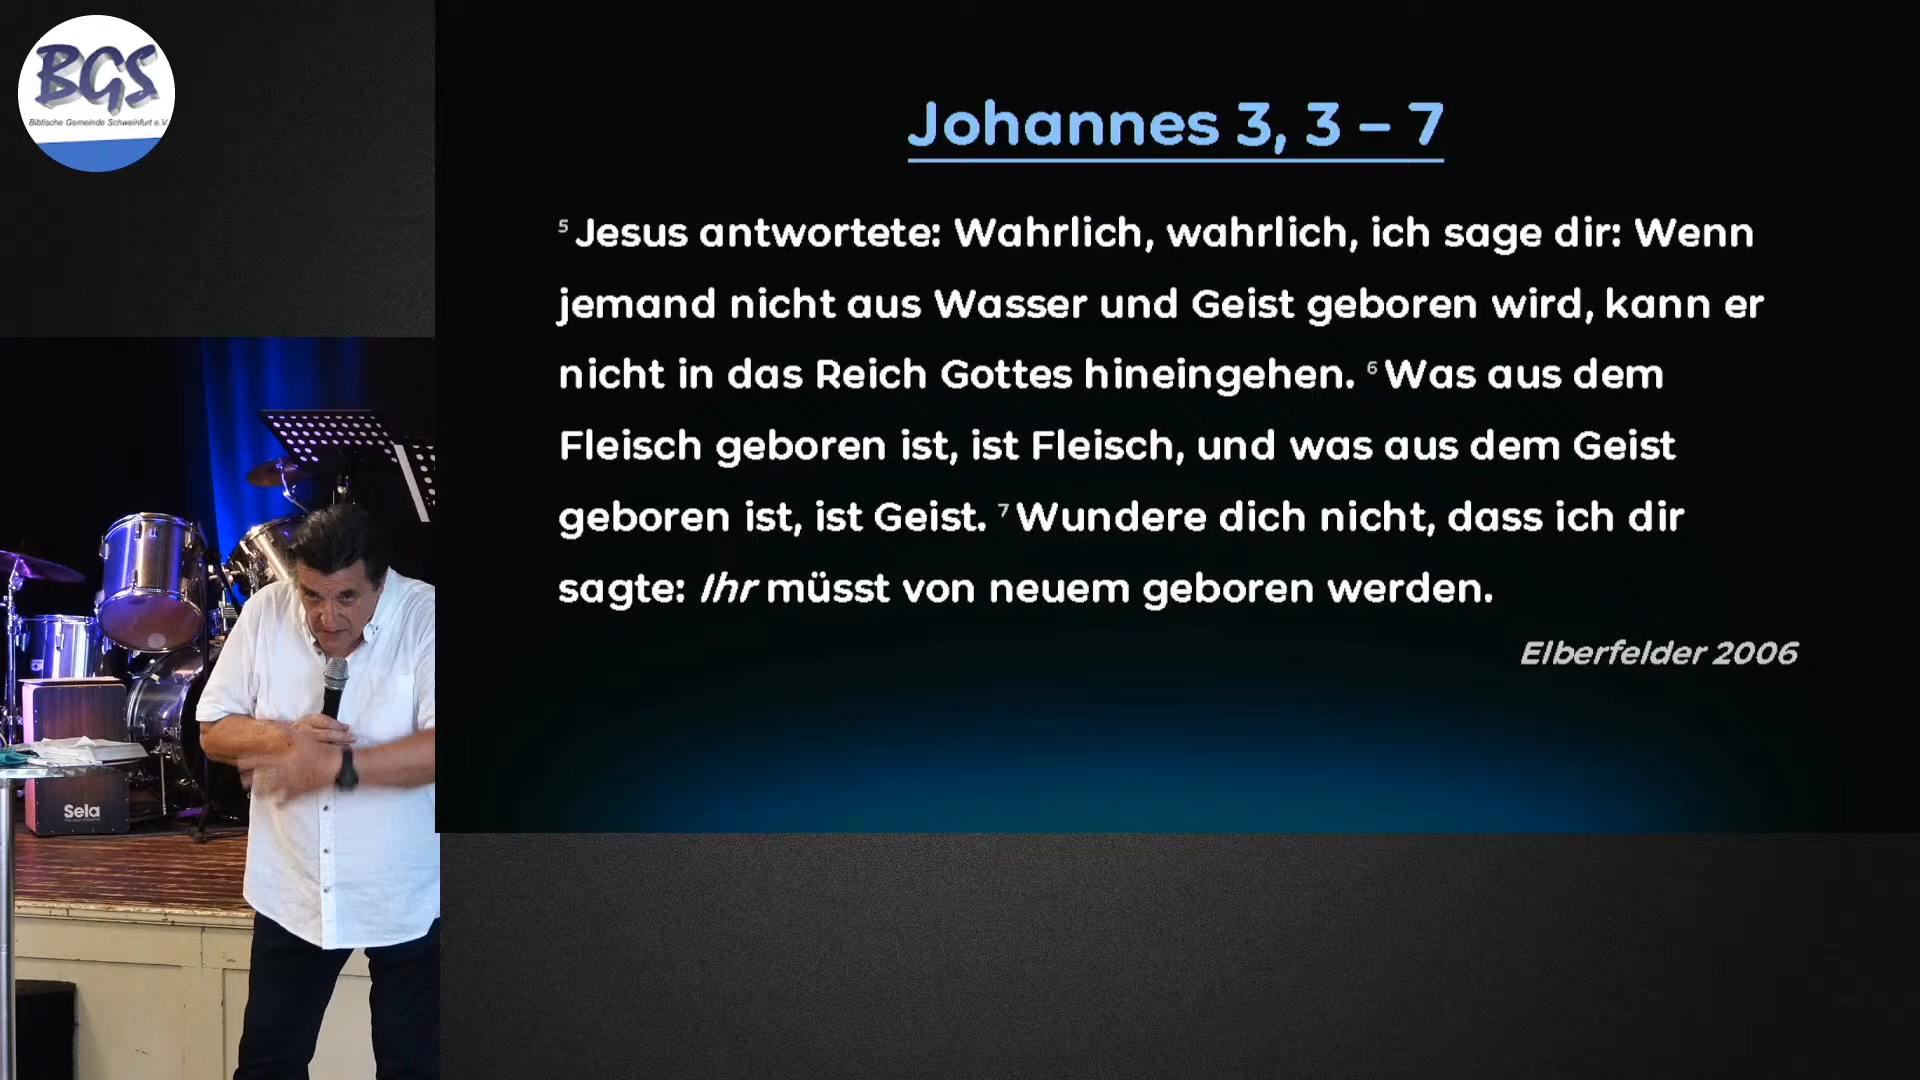 BGS
Biblische Gemeinde Schweinfurt e.V.
Johannes 3, 3 – 7
5 Jesus antwortete: Wahrlich, wahrlich, ich sage dir: Wenn
jemand nicht aus Wasser und Geist geboren wird, kann er
nicht in das Reich Gottes hineingehen. 6 Was aus dem
Fleisch geboren ist, ist Fleisch, und was aus dem Geist
geboren ist, ist Geist. 7 Wundere dich nicht, dass ich dir
sagte: Ihr müsst von neuem geboren werden.
Elberfelder 2006
Sela